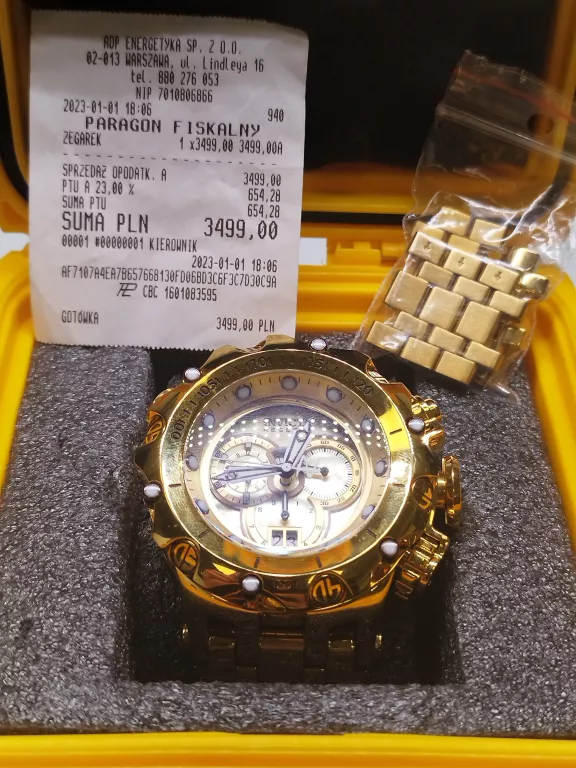 ADP ENERGETYKA SP. Z O.O.
02-013 WARSZAWA, ul. Lindleya 16
tel. 880 276 053
NIP 7010806866
2023-01-01 18:06 940
PARAGON FISKALNY
ZEGAREK 1 x3499,00 3499,00A
SPRZEDAŻ OPODATK. A 3499,00
PTU A 23,00 % 654,28
SUMA PTU 654,28
SUMA PLN 3499,00
00001 #00000001 KIEROWNIK
2023-01-01 18:06
AF7107A4EA7B657668130FD06BD3C6F3C7D30C9A
CBC 1601083595
GOTÓWKA 3499,00 PLN
INVICTA
RESERVE